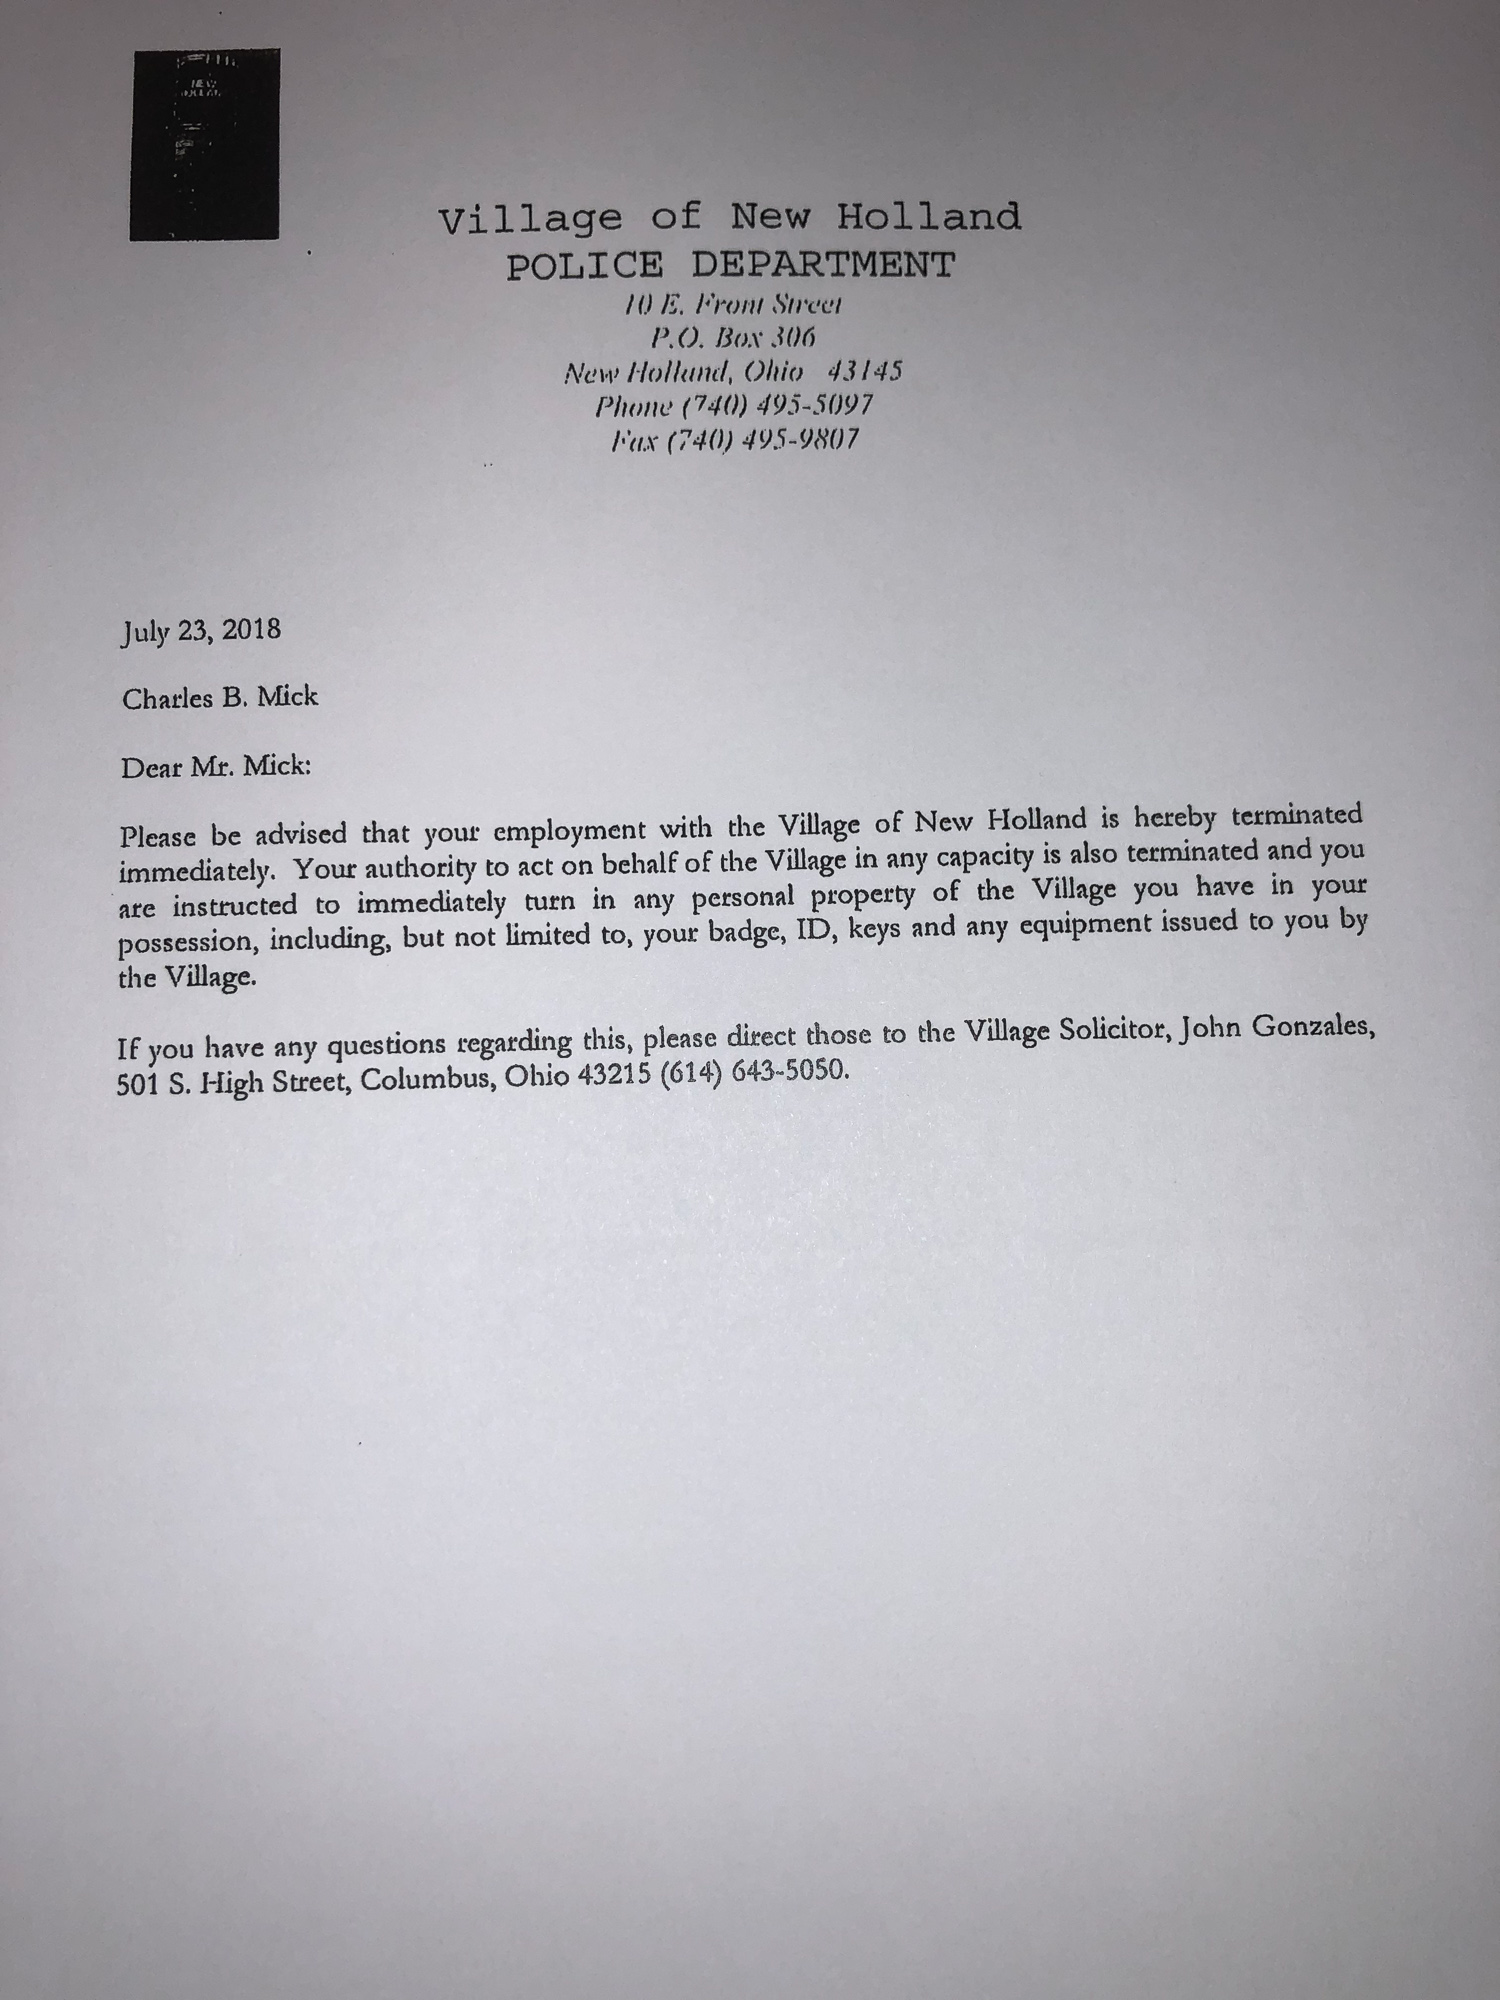 NEW
HOLLAND
Village of New Holland
POLICE DEPARTMENT
10 E. Front Street
P.O. Box 306
New Holland, Ohio 43145
Phone (740) 495-5097
Fax (740) 495-9807
July 23, 2018
Charles B. Mick
Dear Mr. Mick:
Please be advised that your employment with the Village of New Holland is hereby terminated
immediately. Your authority to act on behalf of the Village in any capacity is also terminated and you
are instructed to immediately turn in any personal property of the Village you have in your
possession, including, but not limited to, your badge, ID, keys and any equipment issued to you by
the Village.
If you have any questions regarding this, please direct those to the Village Solicitor, John Gonzales,
501 S. High Street, Columbus, Ohio 43215 (614) 643-5050.